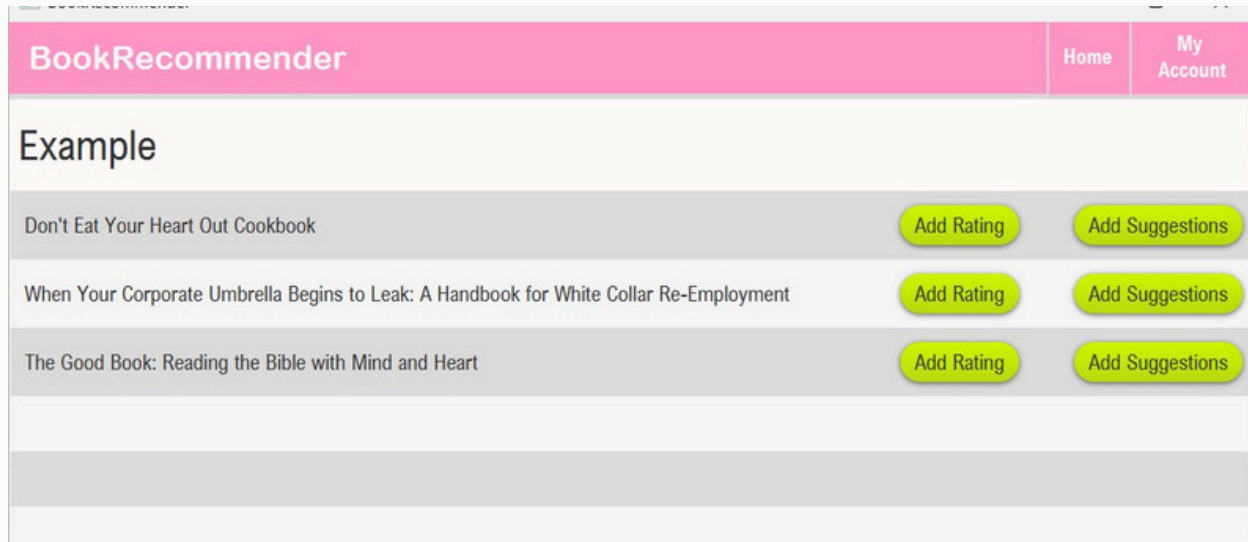 BookRecommender
Home
My
Account
Example
Don't Eat Your Heart Out Cookbook Add Rating Add Suggestions
When Your Corporate Umbrella Begins to Leak: A Handbook for White Collar Re-Employment Add Rating Add Suggestions
The Good Book: Reading the Bible with Mind and Heart Add Rating Add Suggestions